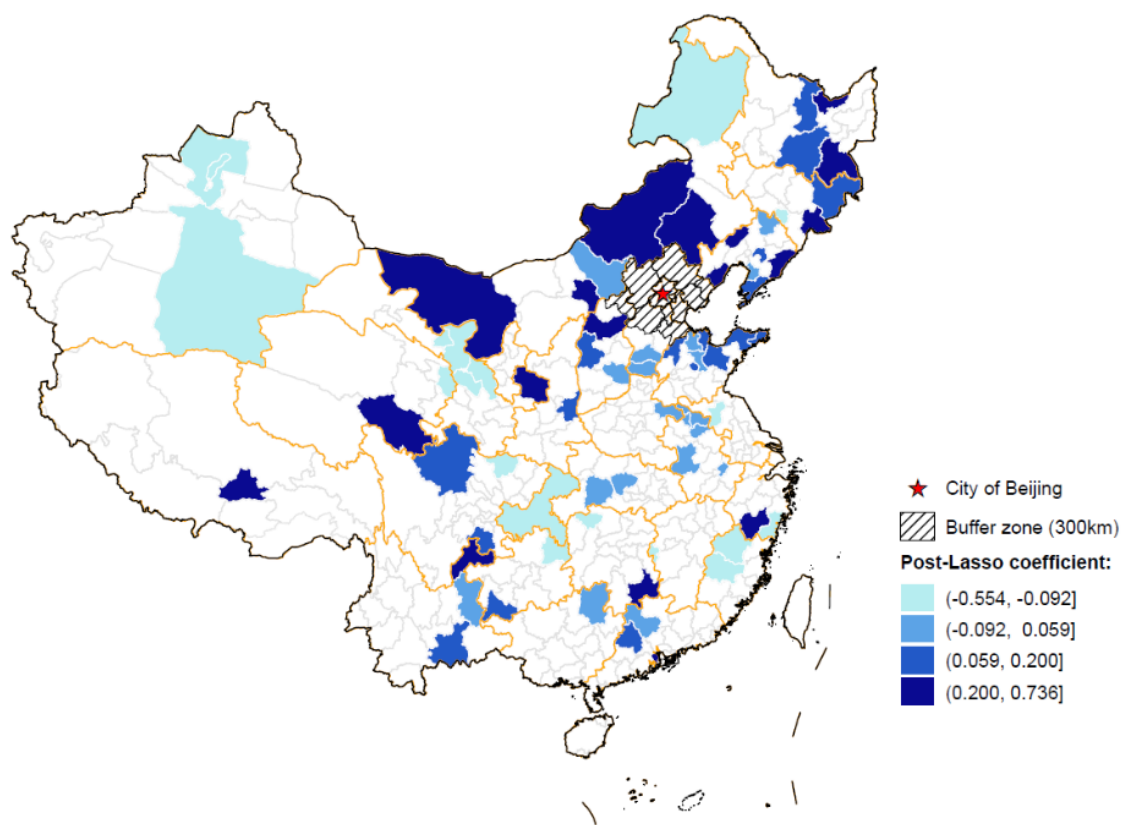 City of Beijing
Buffer zone (300km)
Post-Lasso coefficient:
(-0.554, -0.092]
(-0.092, 0.059]
(0.059, 0.200]
(0.200, 0.736]